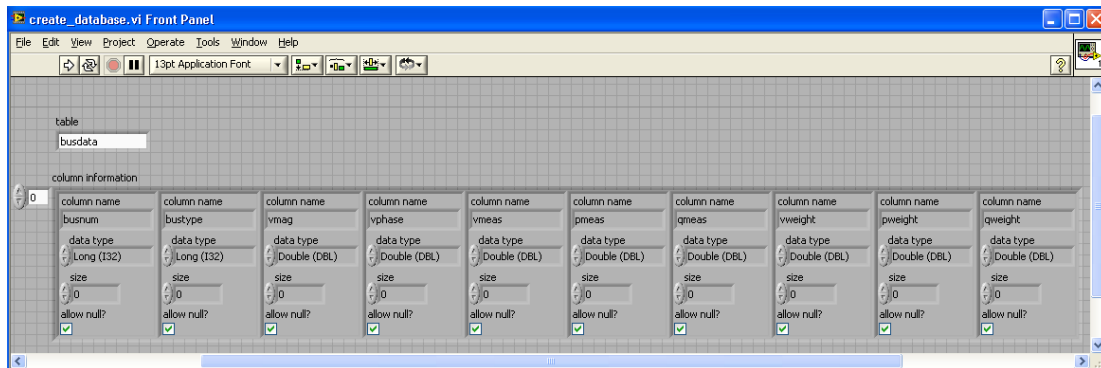 create_database.vi Front Panel
File Edit View Project Operate Tools Window Help
13pt Application Font
?
1
table
busdata
column information
0
column name column name column name column name column name column name column name column name column name column name
busnum bustype vmag vphase vmeas pmeas qmeas vweight pweight qweight
data type data type data type data type data type data type data type data type data type data type
Long (I32) Long (I32) Double (DBL) Double (DBL) Double (DBL) Double (DBL) Double (DBL) Double (DBL) Double (DBL) Double (DBL)
size size size size size size size size size size
0 0 0 0 0 0 0 0 0 0
allow null? allow null? allow null? allow null? allow null? allow null? allow null? allow null? allow null? allow null?